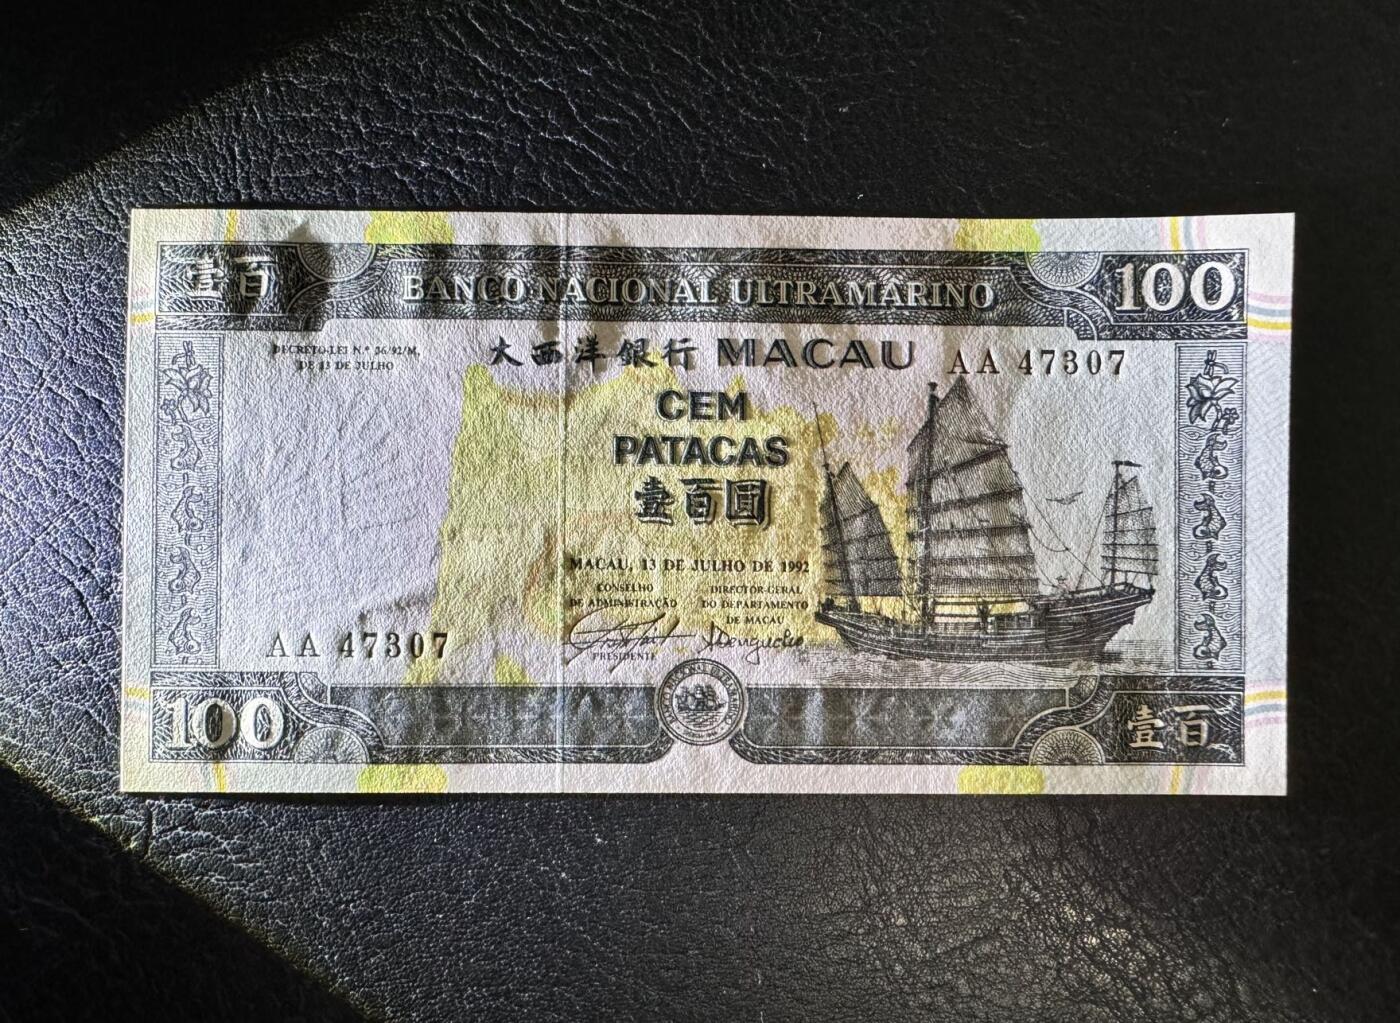 壹百
BANCO NACIONAL ULTRAMARINO
100
DECRETO-LEI N.º 36/92/M,
DE 13 DE JULHO
大西洋銀行 MACAU
AA 47307
CEM
PATACAS
壹百圓
MACAU, 13 DE JULHO DE 1992
CONSELHO
DE ADMINISTRAÇÃO
PRESIDENTE
DIRECTOR-GERAL
DO DEPARTAMENTO
DE MACAU
AA 47307
100
壹百